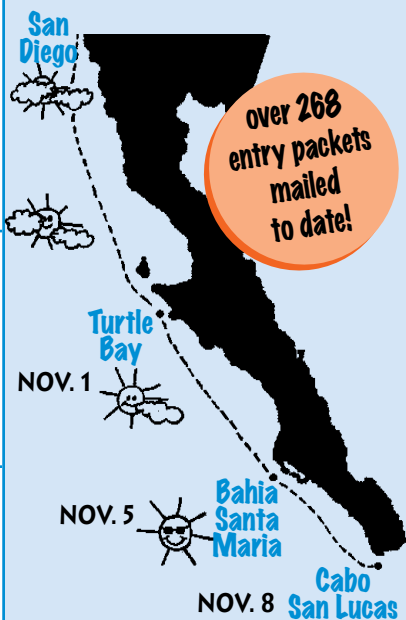 San
Diego
over 268
entry packets
mailed
to date!
Turtle
Bay
NOV. 1
NOV. 5
Bahia
Santa
Maria
NOV. 8
Cabo
San Lucas